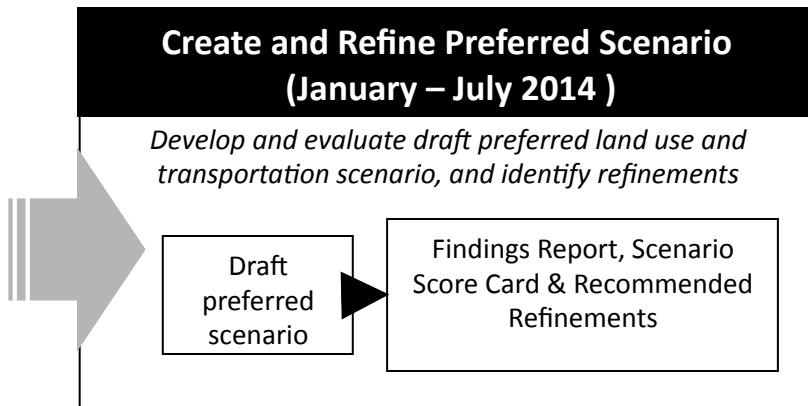 Create and Refine Preferred Scenario
(January – July 2014 )
Develop and evaluate draft preferred land use and
transportation scenario, and identify refinements
Draft
preferred
scenario
Findings Report, Scenario
Score Card & Recommended
Refinements